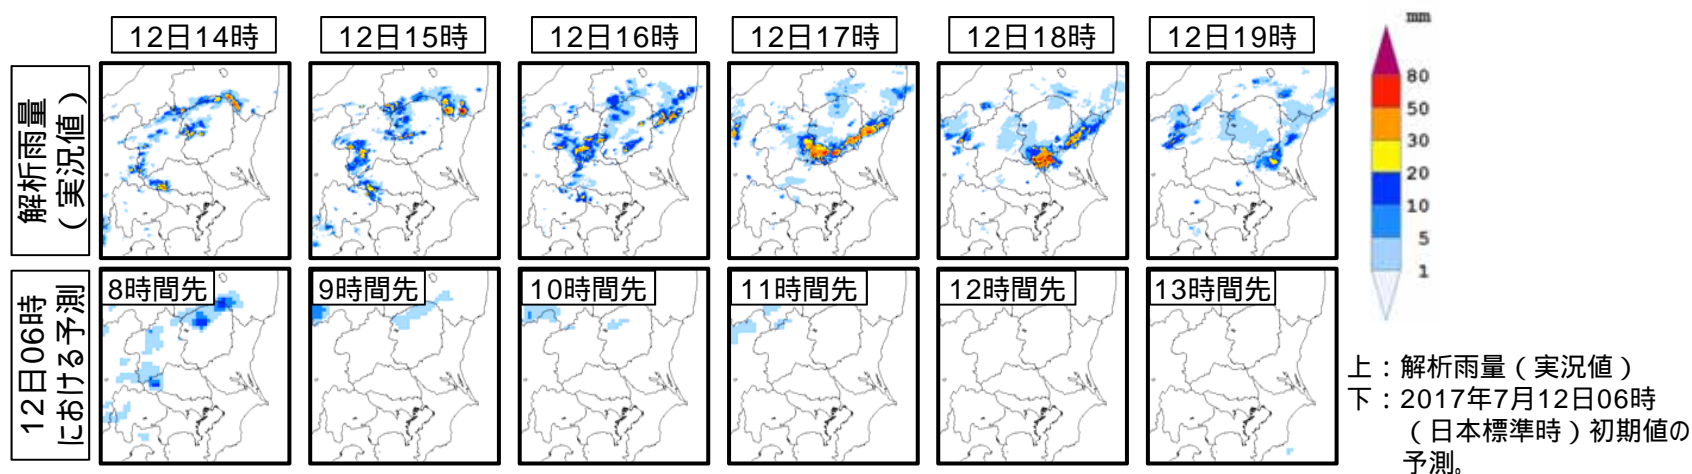 12日14時
12日15時
12日16時
12日17時
12日18時
12日19時
解析雨量
（実況値）
8時間先
9時間先
10時間先
11時間先
12時間先
13時間先
12日06時
における予測
mm
80
50
30
20
10
5
1
上：解析雨量（実況値）
下：2017年7月12日06時
（日本標準時）初期値の
予測。